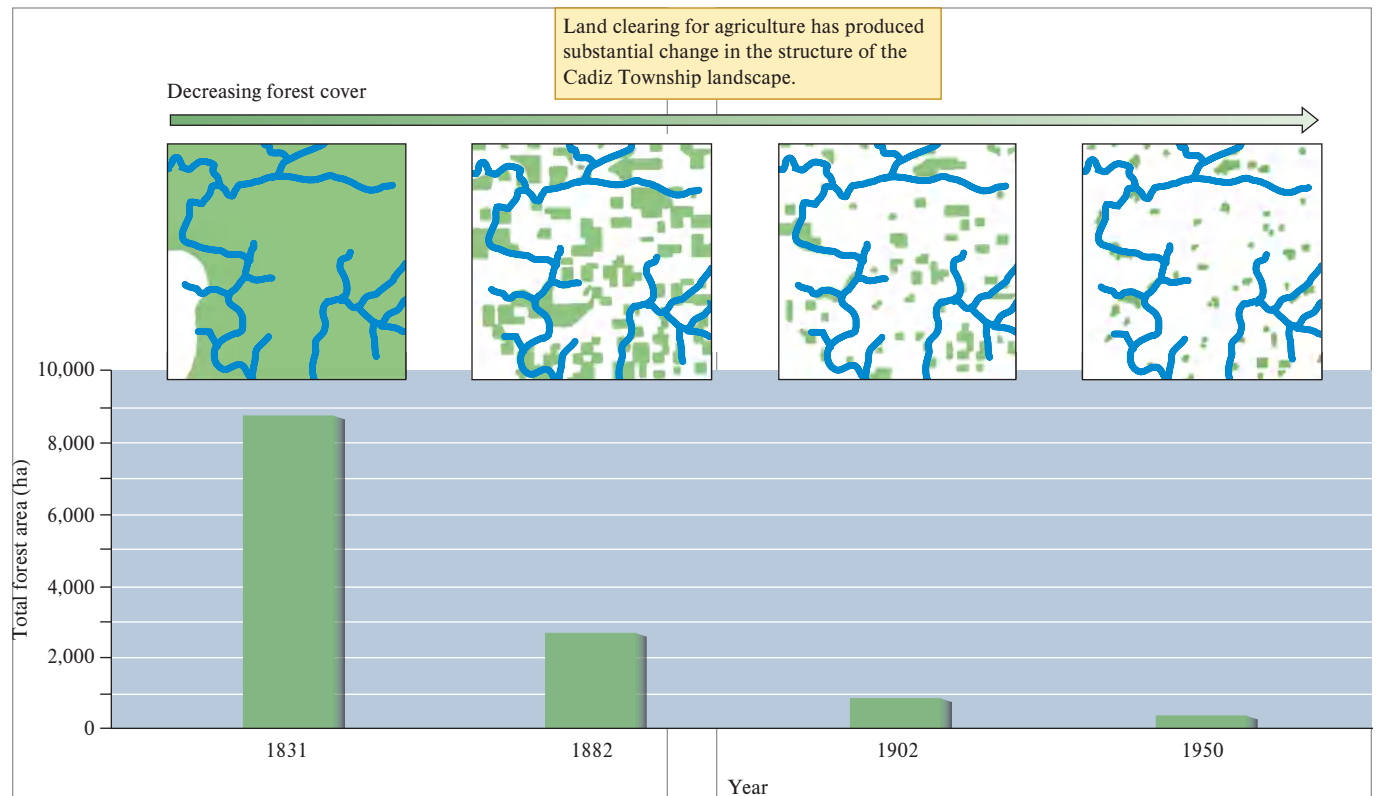 Land clearing for agriculture has produced
substantial change in the structure of the
Cadiz Township landscape.
Decreasing forest cover
Total forest area (ha)
10,000
8,000
6,000
4,000
2,000
0
1831
1882
1902
1950
Year